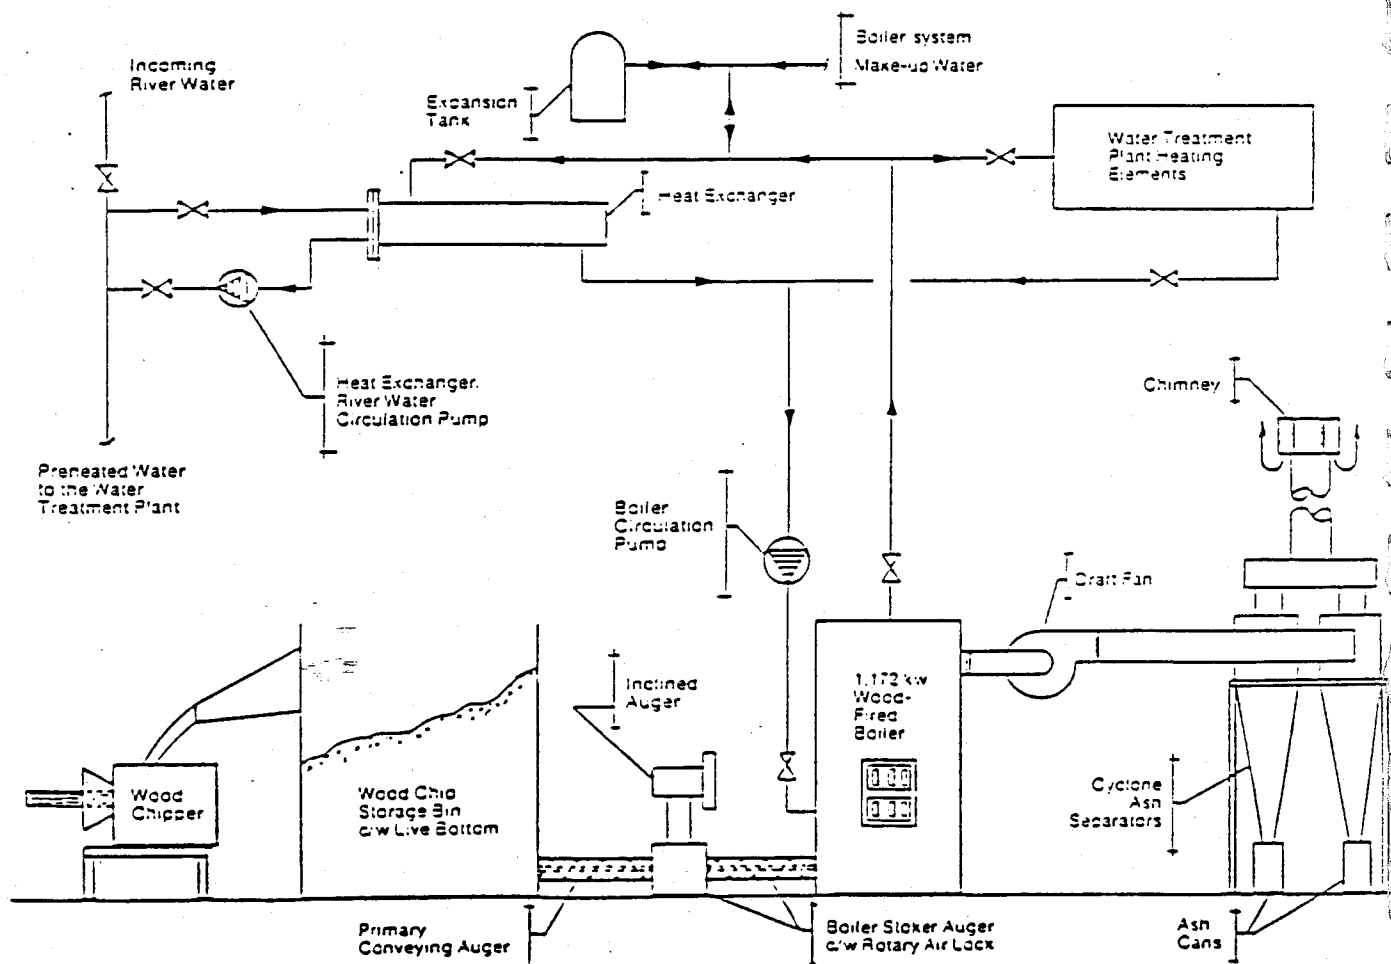 Boiler system
Make-up Water
Incoming
River Water
Expansion
Tank
Water Treatment
Plant Heating
Elements
Heat Exchanger
Heat Exchanger
River Water
Circulation Pump
Chimney
Preheated Water
to the Water
Treatment Plant
Boiler
Circulation
Pump
Draft Fan
Inclined
Auger
1,172 kw
Wood-
Fired
Boiler
Wood
Chipper
Wood Chip
Storage Bin
c/w Live Bottom
Cyclone
Ash
Separators
Primary
Conveying Auger
Boiler Stoker Auger
c/w Rotary Air Lock
Ash
Cans